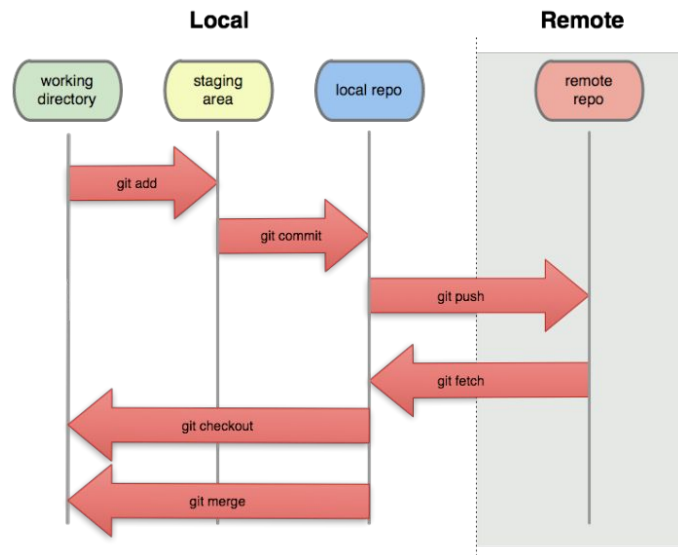 Local
Remote
working
directory
staging
area
local repo
remote
repo
git add
git commit
git push
git fetch
git checkout
git merge